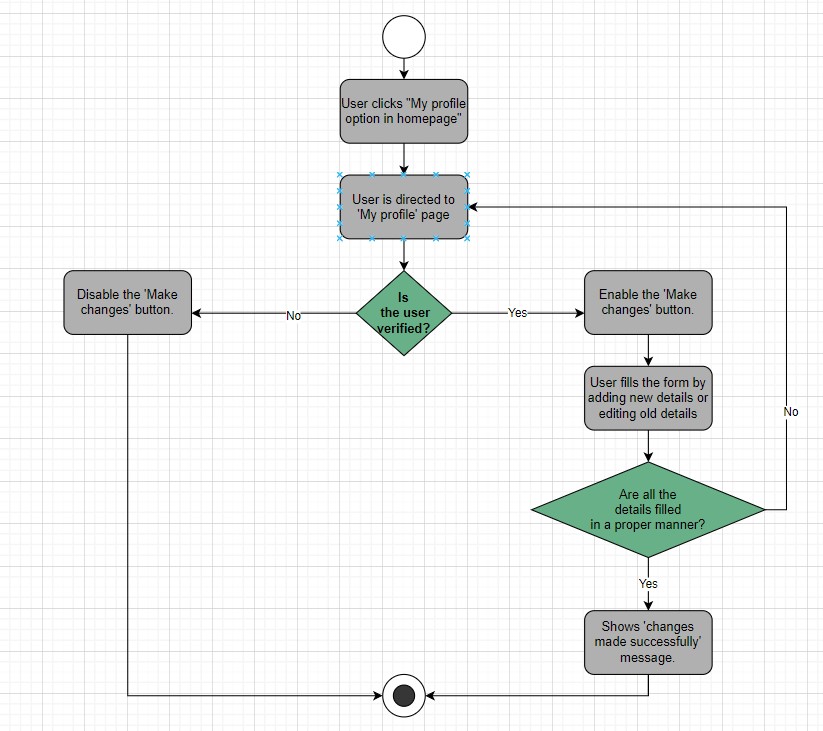 User clicks "My profile
option in homepage"
User is directed to
'My profile' page
Disable the 'Make
changes' button.
No
Is
the user
verified?
Yes
Enable the 'Make
changes' button.
User fills the form by
adding new details or
editing old details
No
Are all the
details filled
in a proper manner?
Yes
Shows 'changes
made successfully'
message.